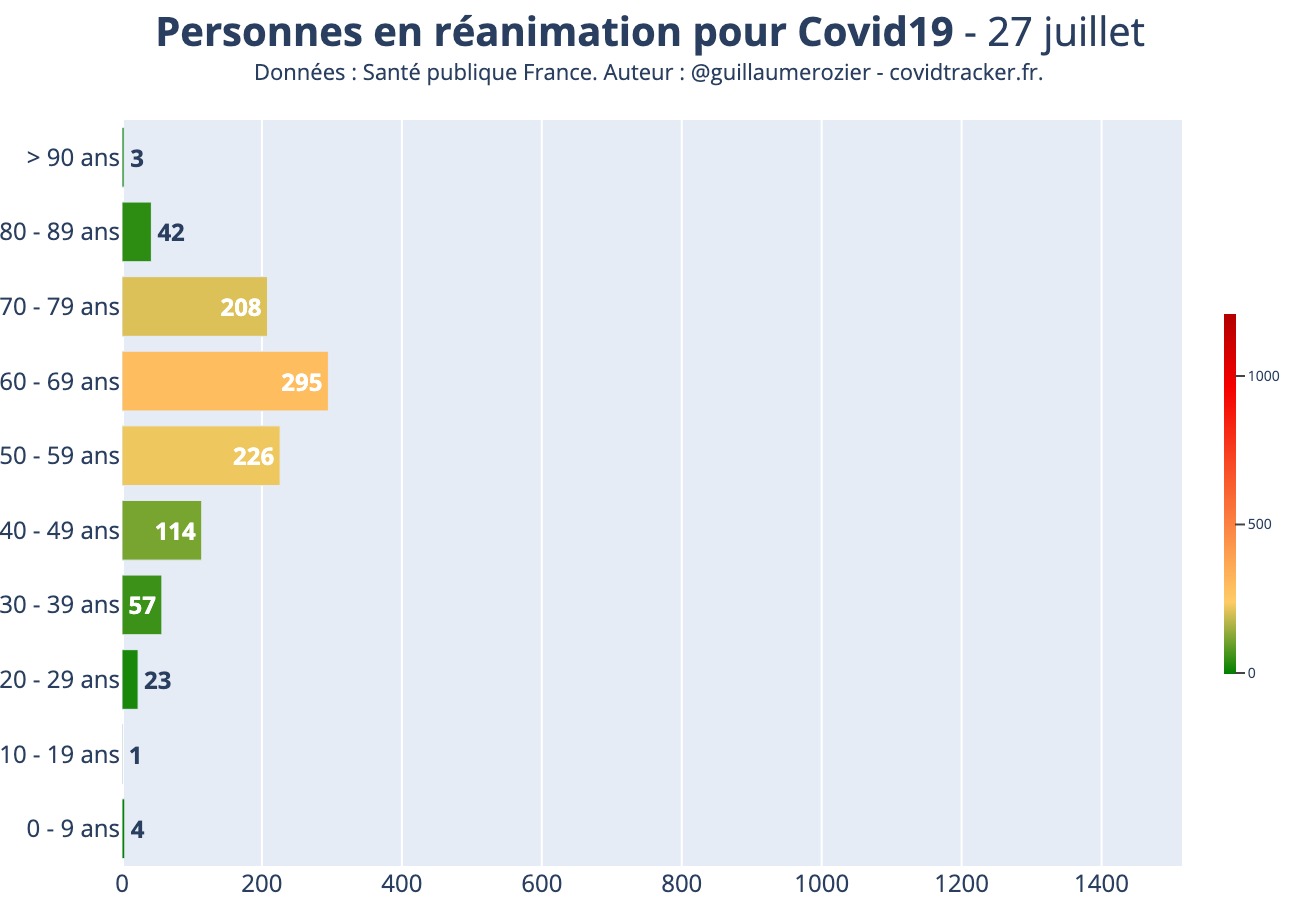 Personnes en réanimation pour Covid19 - 27 juillet
Données : Santé publique France. Auteur : @guillaumerozier - covidtracker.fr.
> 90 ans 3
80 - 89 ans 42
70 - 79 ans 208
60 - 69 ans 295
50 - 59 ans 226
40 - 49 ans 114
30 - 39 ans 57
20 - 29 ans 23
10 - 19 ans 1
0 - 9 ans 4
0 200 400 600 800 1000 1200 1400
1000
500
0